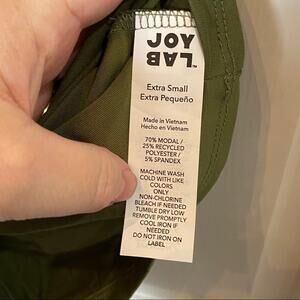 JOY
LAB
™
Extra Small
Extra Pequeño
Made in Vietnam
Hecho en Vietnam
70% MODAL/
25% RECYCLED
POLYESTER/
5% SPANDEX
MACHINE WASH
COLD WITH LIKE
COLORS
ONLY
NON-CHLORINE
BLEACH IF NEEDED
TUMBLE DRY LOW
REMOVE PROMPTLY
COOL IRON IF
NEEDED
DO NOT IRON ON
LABEL